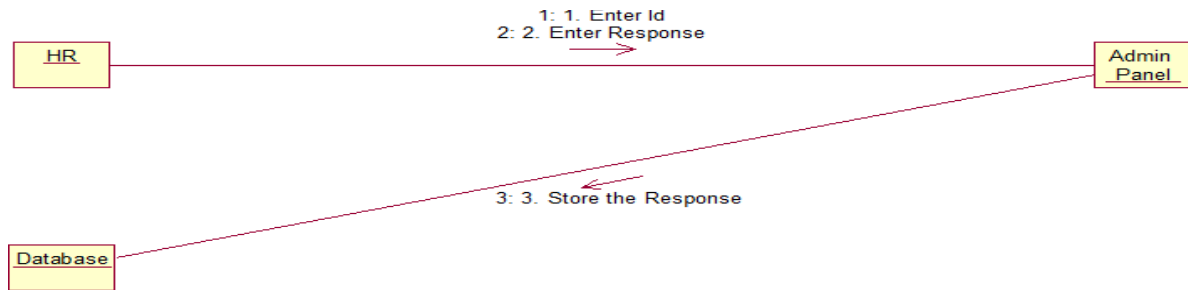 1: 1. Enter Id
2: 2. Enter Response
HR
Admin
Panel
3: 3. Store the Response
Database